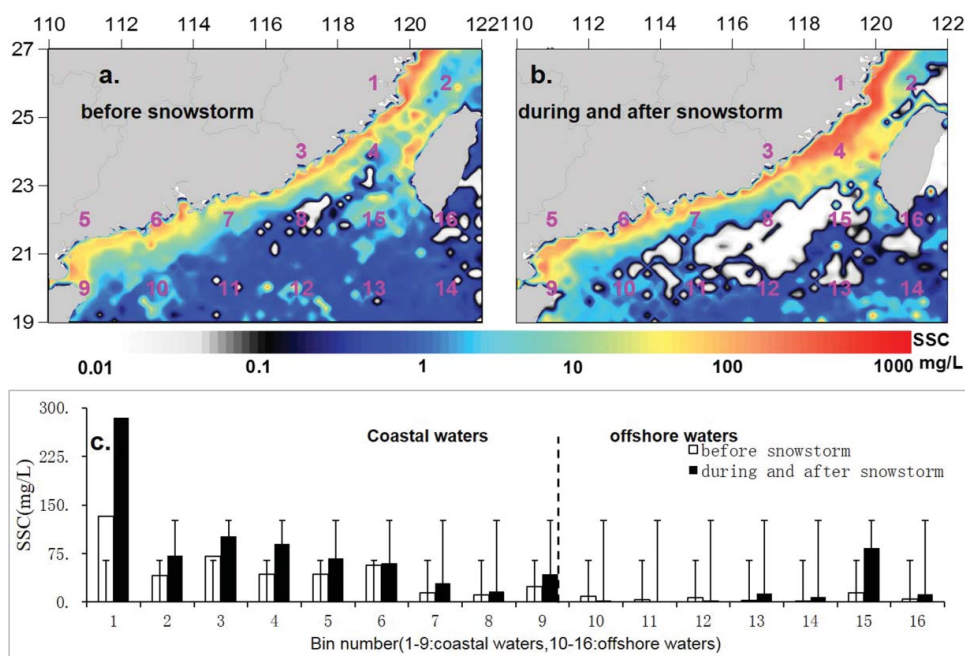 110 112 114 116 118 120 122
110 112 114 116 118 120 122
27
25
23
21
19
a.
before snowstorm
1 2
3 4
5 6 7 8 15 16
9 10 11 12 13 14
b.
during and after snowstorm
1 2
3 4
5 6 7 8 15 16
9 10 11 12 13 14
SSC
0.01 0.1 1 10 100 1000 mg/L
c.
Coastal waters offshore waters
before snowstorm
during and after snowstorm
SSC(mg/L)
300.
225.
150.
75.
0.
1 2 3 4 5 6 7 8 9 10 11 12 13 14 15 16
Bin number(1-9:coastal waters,10-16:offshore waters)